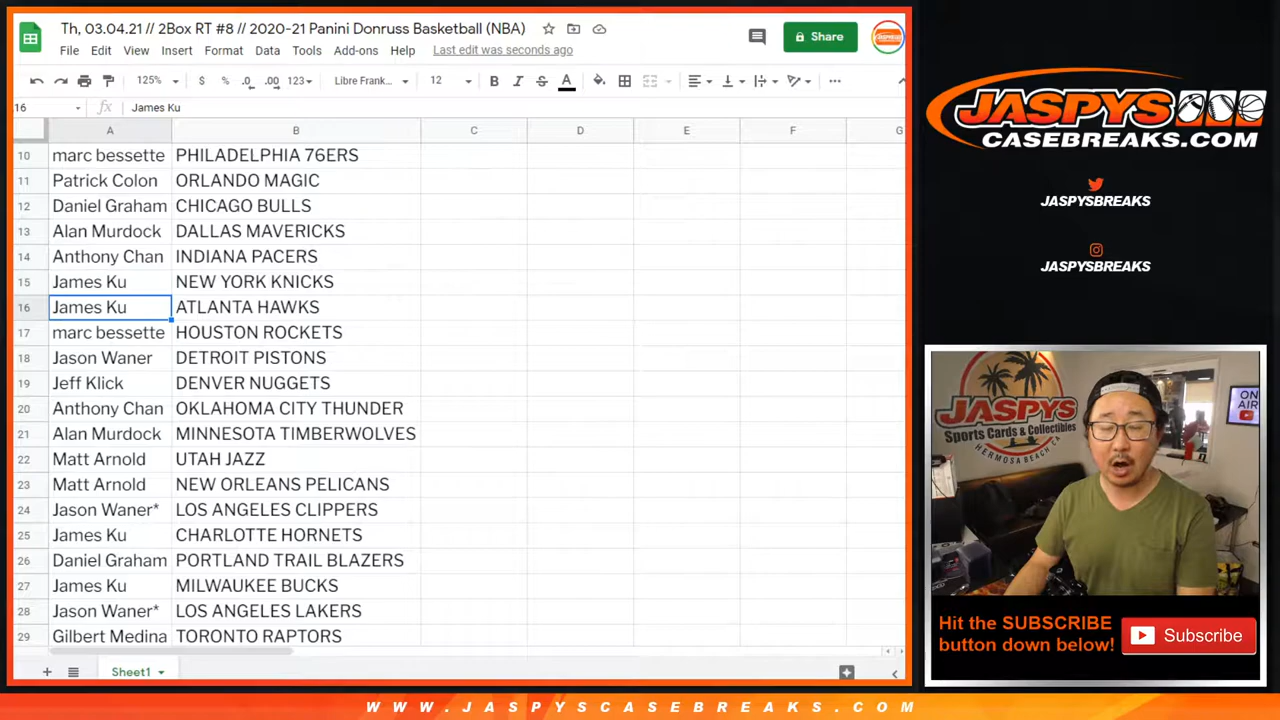 Th, 03.04.21 // 2Box RT #8 // 2020-21 Panini Donruss Basketball (NBA)
File Edit View Insert Format Data Tools Add-ons Help Last edit was seconds ago
Share
125% $ % .0 .00 123 Libre Frank... 12 B I S A
16 fx James Ku
A B C D E F G
10 marc bessette PHILADELPHIA 76ERS
11 Patrick Colon ORLANDO MAGIC
12 Daniel Graham CHICAGO BULLS
13 Alan Murdock DALLAS MAVERICKS
14 Anthony Chan INDIANA PACERS
15 James Ku NEW YORK KNICKS
16 James Ku ATLANTA HAWKS
17 marc bessette HOUSTON ROCKETS
18 Jason Waner DETROIT PISTONS
19 Jeff Klick DENVER NUGGETS
20 Anthony Chan OKLAHOMA CITY THUNDER
21 Alan Murdock MINNESOTA TIMBERWOLVES
22 Matt Arnold UTAH JAZZ
23 Matt Arnold NEW ORLEANS PELICANS
24 Jason Waner* LOS ANGELES CLIPPERS
25 James Ku CHARLOTTE HORNETS
26 Daniel Graham PORTLAND TRAIL BLAZERS
27 James Ku MILWAUKEE BUCKS
28 Jason Waner* LOS ANGELES LAKERS
29 Gilbert Medina TORONTO RAPTORS
Sheet1
JASPYS
CASEBREAKS.COM
JASPYSBREAKS
JASPYSBREAKS
JASPYS
Sports Cards & Collectibles
HERMOSA BEACH CA
ON
AIR
Hit the SUBSCRIBE
button down below!
Subscribe
WWW.JASPYSCASEBREAKS.COM